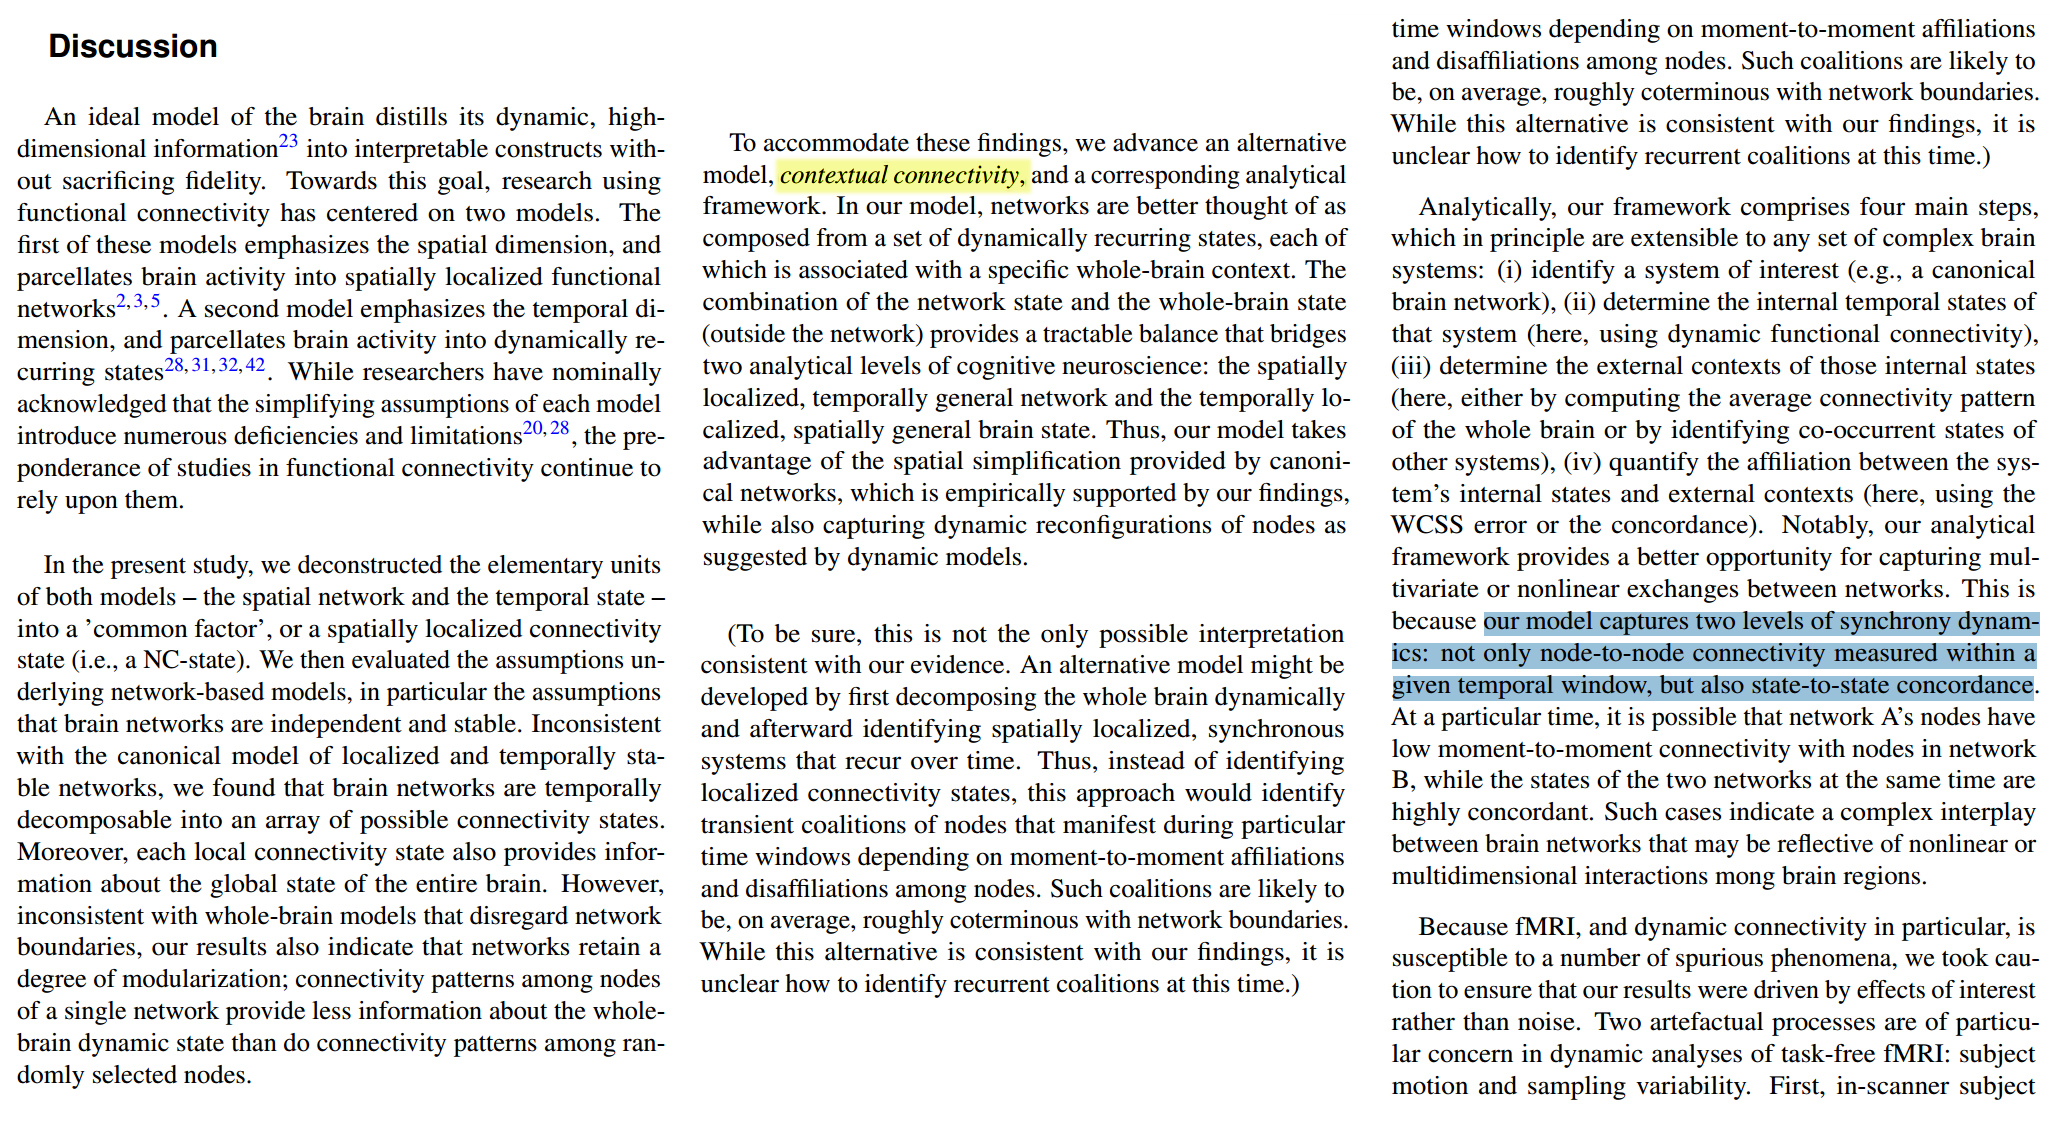 Discussion
An ideal model of the brain distills its dynamic, high-
dimensional information23 into interpretable constructs with-
out sacrificing fidelity. Towards this goal, research using
functional connectivity has centered on two models. The
first of these models emphasizes the spatial dimension, and
parcellates brain activity into spatially localized functional
networks2,3,5. A second model emphasizes the temporal di-
mension, and parcellates brain activity into dynamically re-
curring states28,31,32,42. While researchers have nominally
acknowledged that the simplifying assumptions of each model
introduce numerous deficiencies and limitations20,28, the pre-
ponderance of studies in functional connectivity continue to
rely upon them.
In the present study, we deconstructed the elementary units
of both models – the spatial network and the temporal state –
into a ’common factor’, or a spatially localized connectivity
state (i.e., a NC-state). We then evaluated the assumptions un-
derlying network-based models, in particular the assumptions
that brain networks are independent and stable. Inconsistent
with the canonical model of localized and temporally sta-
ble networks, we found that brain networks are temporally
decomposable into an array of possible connectivity states.
Moreover, each local connectivity state also provides infor-
mation about the global state of the entire brain. However,
inconsistent with whole-brain models that disregard network
boundaries, our results also indicate that networks retain a
degree of modularization; connectivity patterns among nodes
of a single network provide less information about the whole-
brain dynamic state than do connectivity patterns among ran-
domly selected nodes.
To accommodate these findings, we advance an alternative
model, contextual connectivity, and a corresponding analytical
framework. In our model, networks are better thought of as
composed from a set of dynamically recurring states, each of
which is associated with a specific whole-brain context. The
combination of the network state and the whole-brain state
(outside the network) provides a tractable balance that bridges
two analytical levels of cognitive neuroscience: the spatially
localized, temporally general network and the temporally lo-
calized, spatially general brain state. Thus, our model takes
advantage of the spatial simplification provided by canoni-
cal networks, which is empirically supported by our findings,
while also capturing dynamic reconfigurations of nodes as
suggested by dynamic models.
(To be sure, this is not the only possible interpretation
consistent with our evidence. An alternative model might be
developed by first decomposing the whole brain dynamically
and afterward identifying spatially localized, synchronous
systems that recur over time. Thus, instead of identifying
localized connectivity states, this approach would identify
transient coalitions of nodes that manifest during particular
time windows depending on moment-to-moment affiliations
and disaffiliations among nodes. Such coalitions are likely to
be, on average, roughly coterminous with network boundaries.
While this alternative is consistent with our findings, it is
unclear how to identify recurrent coalitions at this time.)
time windows depending on moment-to-moment affiliations
and disaffiliations among nodes. Such coalitions are likely to
be, on average, roughly coterminous with network boundaries.
While this alternative is consistent with our findings, it is
unclear how to identify recurrent coalitions at this time.)
Analytically, our framework comprises four main steps,
which in principle are extensible to any set of complex brain
systems: (i) identify a system of interest (e.g., a canonical
brain network), (ii) determine the internal temporal states of
that system (here, using dynamic functional connectivity),
(iii) determine the external contexts of those internal states
(here, either by computing the average connectivity pattern
of the whole brain or by identifying co-occurrent states of
other systems), (iv) quantify the affiliation between the sys-
tem’s internal states and external contexts (here, using the
WCSS error or the concordance). Notably, our analytical
framework provides a better opportunity for capturing mul-
tivariate or nonlinear exchanges between networks. This is
because our model captures two levels of synchrony dynam-
ics: not only node-to-node connectivity measured within a
given temporal window, but also state-to-state concordance.
At a particular time, it is possible that network A’s nodes have
low moment-to-moment connectivity with nodes in network
B, while the states of the two networks at the same time are
highly concordant. Such cases indicate a complex interplay
between brain networks that may be reflective of nonlinear or
multidimensional interactions mong brain regions.
Because fMRI, and dynamic connectivity in particular, is
susceptible to a number of spurious phenomena, we took cau-
tion to ensure that our results were driven by effects of interest
rather than noise. Two artefactual processes are of particu-
lar concern in dynamic analyses of task-free fMRI: subject
motion and sampling variability. First, in-scanner subject